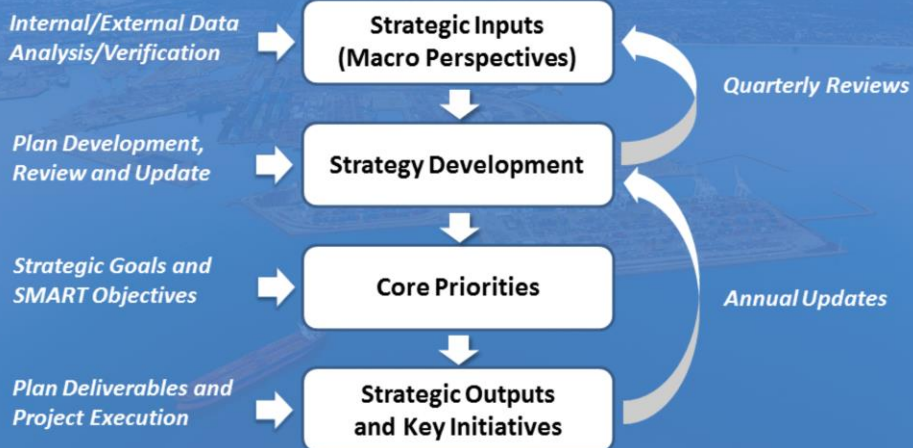 Internal/External Data
Analysis/Verification
Strategic Inputs
(Macro Perspectives)
Quarterly Reviews
Plan Development,
Review and Update
Strategy Development
Strategic Goals and
SMART Objectives
Core Priorities
Annual Updates
Plan Deliverables and
Project Execution
Strategic Outputs
and Key Initiatives